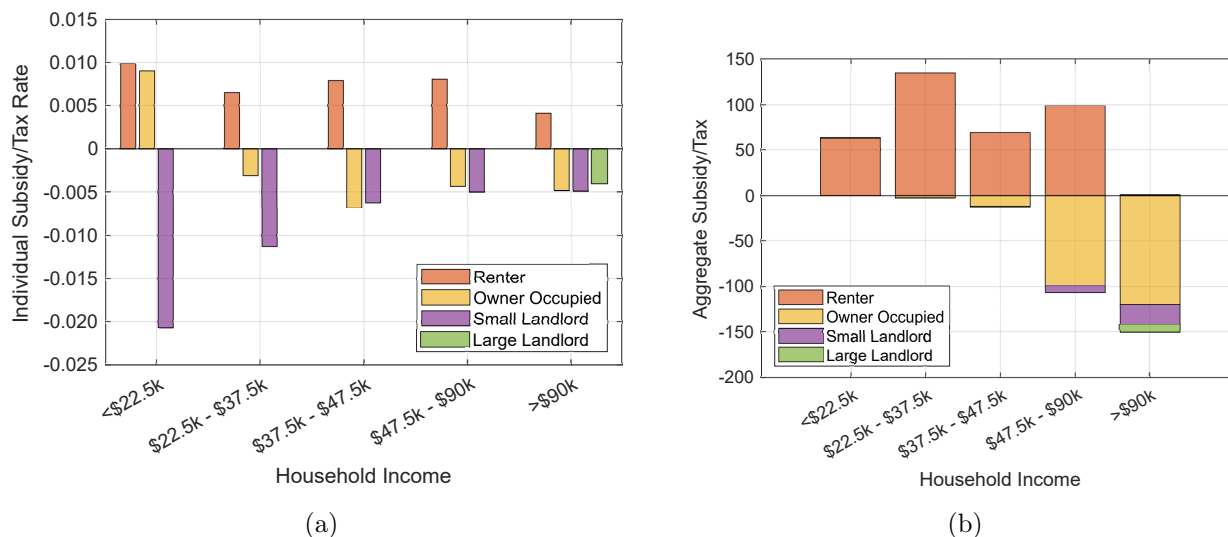 Individual Subsidy/Tax Rate
0.015
0.010
0.005
0
-0.005
-0.010
-0.015
-0.020
-0.025
Renter
Owner Occupied
Small Landlord
Large Landlord
<$22.5k
$22.5k - $37.5k
$37.5k - $47.5k
$47.5k - $90k
>$90k
Household Income
(a)
Aggregate Subsidy/Tax
150
100
50
0
-50
-100
-150
-200
Renter
Owner Occupied
Small Landlord
Large Landlord
<$22.5k
$22.5k - $37.5k
$37.5k - $47.5k
$47.5k - $90k
>$90k
Household Income
(b)